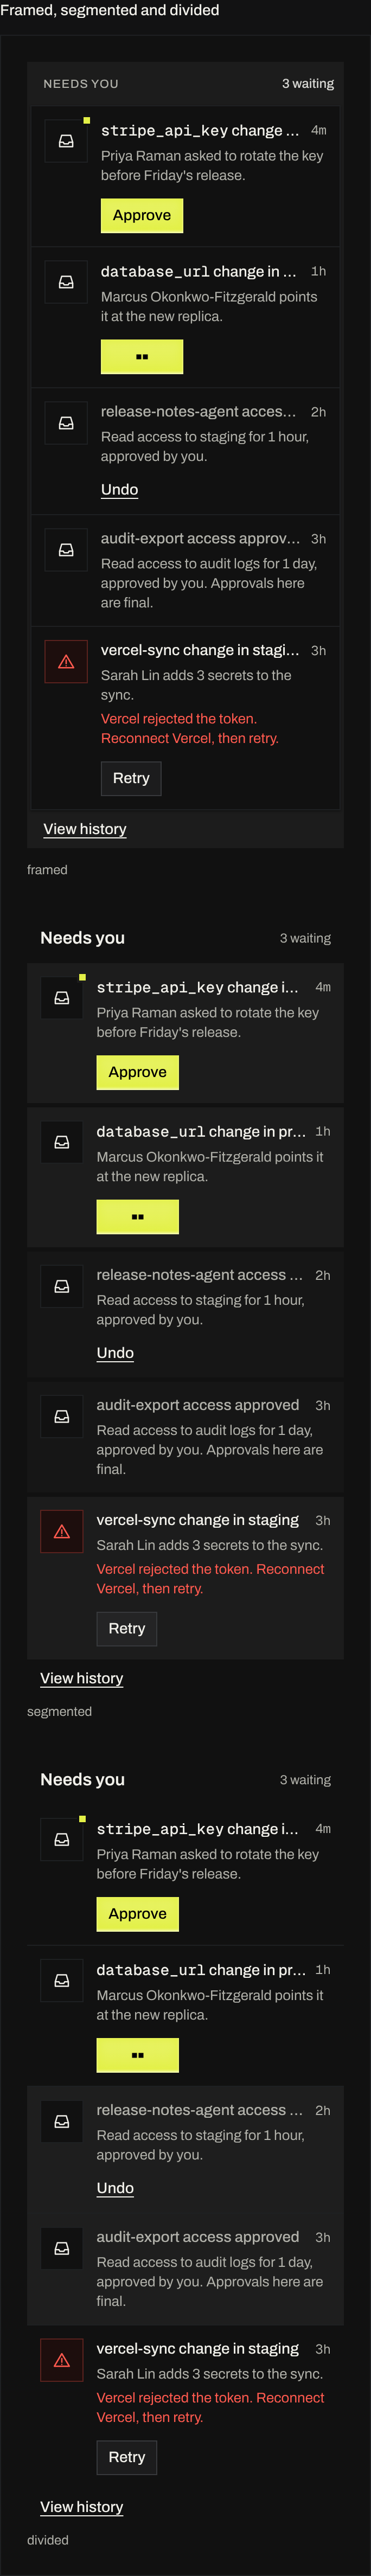 Framed, segmented and divided
NEEDS YOU
3 waiting
stripe_api_key change ...
4m
Priya Raman asked to rotate the key
before Friday's release.
Approve
database_url change in ...
1h
Marcus Okonkwo-Fitzgerald points
it at the new replica.
release-notes-agent acces...
2h
Read access to staging for 1 hour,
approved by you.
Undo
audit-export access approv...
3h
Read access to audit logs for 1 day,
approved by you. Approvals here
are final.
vercel-sync change in stagi...
3h
Sarah Lin adds 3 secrets to the
sync.
Vercel rejected the token.
Reconnect Vercel, then retry.
Retry
View history
framed
Needs you
3 waiting
stripe_api_key change i...
4m
Priya Raman asked to rotate the key
before Friday's release.
Approve
database_url change in pr...
1h
Marcus Okonkwo-Fitzgerald points it
at the new replica.
release-notes-agent access ...
2h
Read access to staging for 1 hour,
approved by you.
Undo
audit-export access approved
3h
Read access to audit logs for 1 day,
approved by you. Approvals here are
final.
vercel-sync change in staging
3h
Sarah Lin adds 3 secrets to the sync.
Vercel rejected the token. Reconnect
Vercel, then retry.
Retry
View history
segmented
Needs you
3 waiting
stripe_api_key change i...
4m
Priya Raman asked to rotate the key
before Friday's release.
Approve
database_url change in pr...
1h
Marcus Okonkwo-Fitzgerald points it
at the new replica.
release-notes-agent access ...
2h
Read access to staging for 1 hour,
approved by you.
Undo
audit-export access approved
3h
Read access to audit logs for 1 day,
approved by you. Approvals here are
final.
vercel-sync change in staging
3h
Sarah Lin adds 3 secrets to the sync.
Vercel rejected the token. Reconnect
Vercel, then retry.
Retry
View history
divided